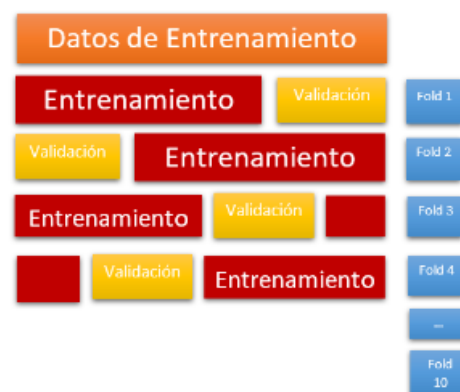 Datos de Entrenamiento
Entrenamiento Validación Fold 1
Validación Entrenamiento Fold 2
Entrenamiento Validación Fold 3
Validación Entrenamiento Fold 4
...
Fold
10